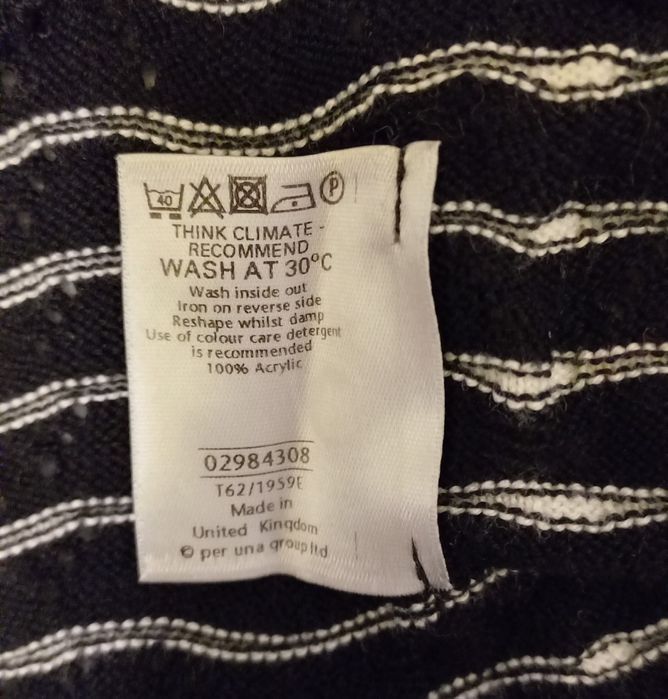 40 P
THINK CLIMATE -
RECOMMEND
WASH AT 30°C
Wash inside out
Iron on reverse side
Reshape whilst damp
Use of colour care detergent
is recommended
100% Acrylic
02984308
T62/1959E
Made in
United Kingdom
© per una group ltd